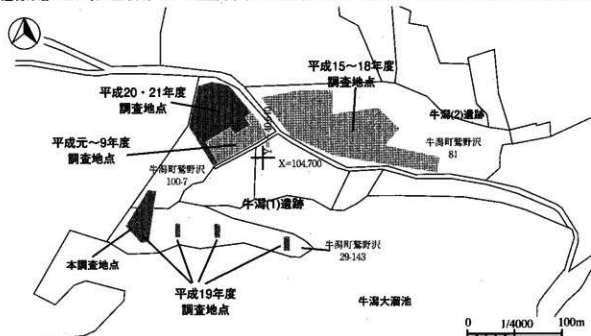 平成15～18年度
調査地点
平成20・21年度
調査地点
牛潟(2)遺跡
平成元～9年度
調査地点
牛潟町鷲野沢
81
X=104,700
牛潟町鷲野沢
100-7
牛潟(1)遺跡
本調査地点
牛潟町鷲野沢
29-143
平成19年度
調査地点
牛潟大溜池
0 1/4000 100m